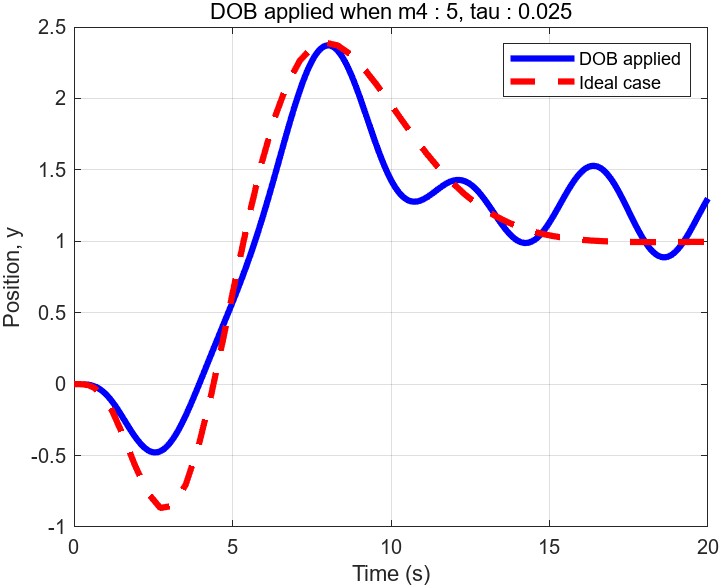 DOB applied when m4 : 5, tau : 0.025
2.5
2
1.5
1
0.5
0
-0.5
-1
Position, y
DOB applied
Ideal case
0
5
10
15
20
Time (s)